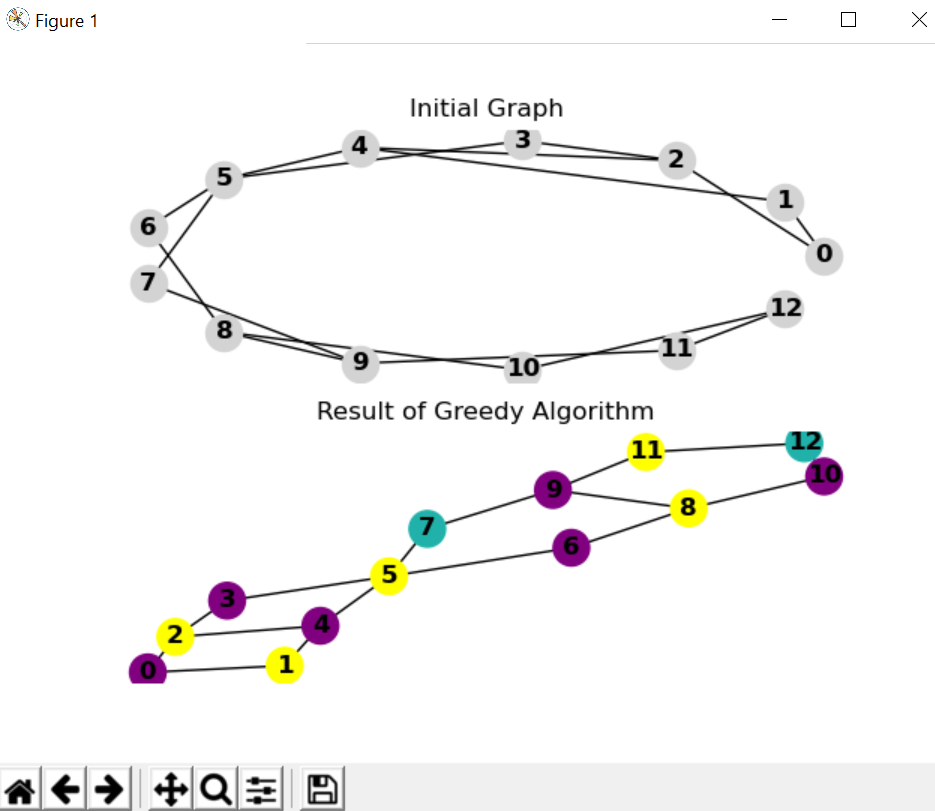 Figure 1
Initial Graph
4 3 2
5 1
6 0
7 12
8 9 10 11
Result of Greedy Algorithm
11 12
9 10
7 8
5 6
3 4
2 1
0